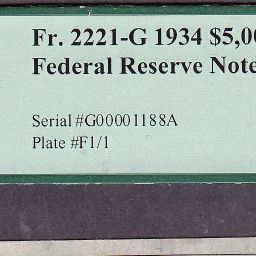 Fr. 2221-G 1934 $5,00
Federal Reserve Note
Serial #G00001188A
Plate #F1/1